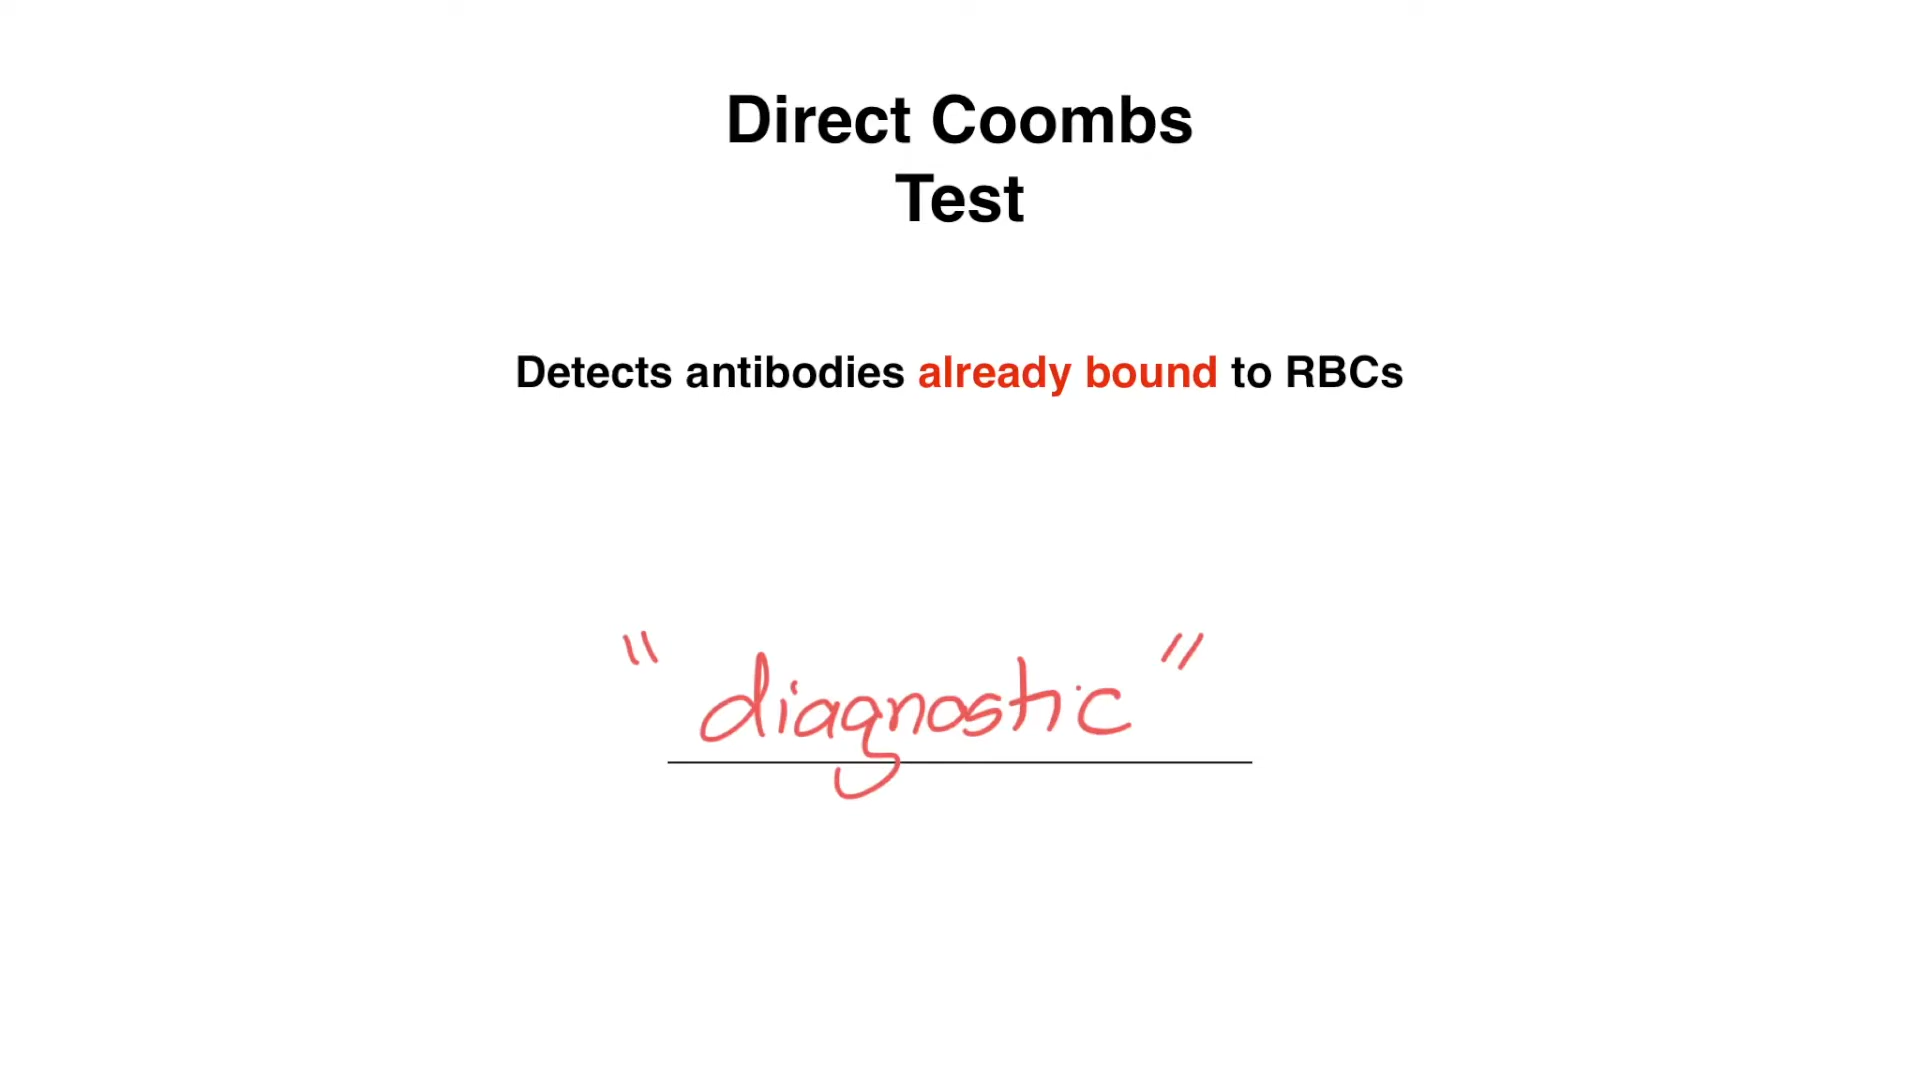 Direct Coombs
Test
Detects antibodies already bound to RBCs
"diagnostic"